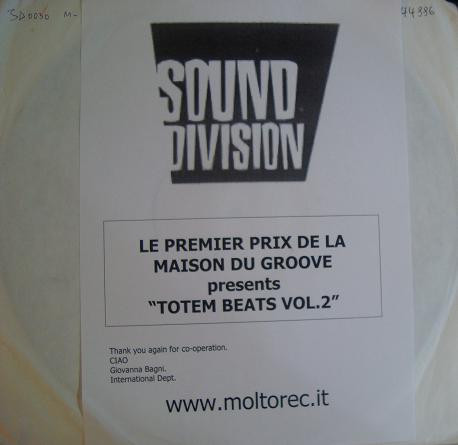 SD0030 M-
74336
SOUND
DIVISION
LE PREMIER PRIX DE LA
MAISON DU GROOVE
presents
“TOTEM BEATS VOL.2”
Thank you again for co-operation.
CIAO
Giovanna Bagni.
International Dept.
www.moltorec.it